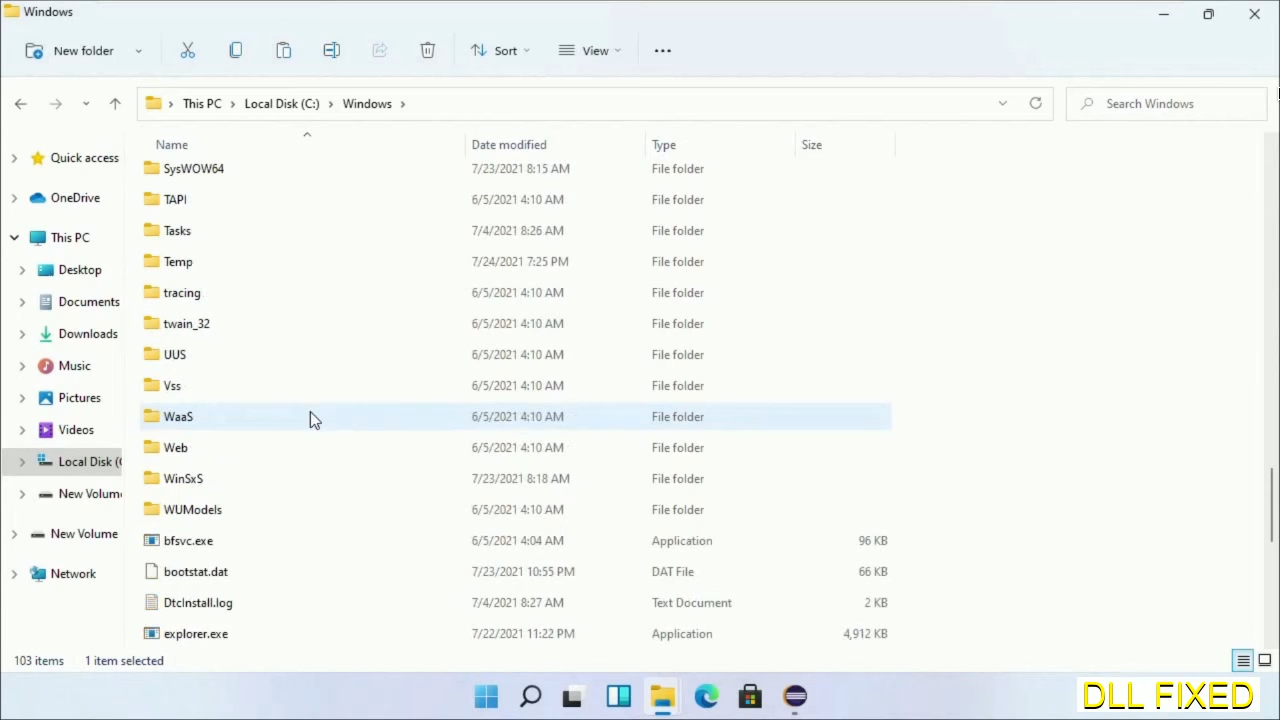 Windows
New folder Sort View
This PC Local Disk (C:) Windows Search Windows
Name Date modified Type Size
Quick access
OneDrive
This PC
Desktop
Documents
Downloads
Music
Pictures
Videos
Local Disk (
New Volum
New Volume
Network
SysWOW64 7/23/2021 8:15 AM File folder
TAPI 6/5/2021 4:10 AM File folder
Tasks 7/4/2021 8:26 AM File folder
Temp 7/24/2021 7:25 PM File folder
tracing 6/5/2021 4:10 AM File folder
twain_32 6/5/2021 4:10 AM File folder
UUS 6/5/2021 4:10 AM File folder
Vss 6/5/2021 4:10 AM File folder
WaaS 6/5/2021 4:10 AM File folder
Web 6/5/2021 4:10 AM File folder
WinSxS 7/23/2021 8:18 AM File folder
WUModels 6/5/2021 4:10 AM File folder
bfsvc.exe 6/5/2021 4:04 AM Application 96 KB
bootstat.dat 7/23/2021 10:55 PM DAT File 66 KB
DtcInstall.log 7/4/2021 8:27 AM Text Document 2 KB
explorer.exe 7/22/2021 11:22 PM Application 4,912 KB
103 items 1 item selected
DLL FIXED